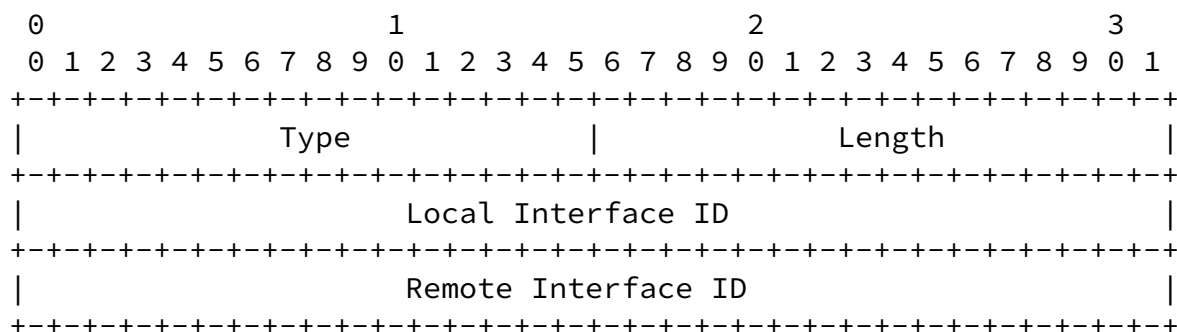 0                   1                   2                   3
 0 1 2 3 4 5 6 7 8 9 0 1 2 3 4 5 6 7 8 9 0 1 2 3 4 5 6 7 8 9 0 1
+-+-+-+-+-+-+-+-+-+-+-+-+-+-+-+-+-+-+-+-+-+-+-+-+-+-+-+-+-+-+-+-+
|              Type             |             Length            |
+-+-+-+-+-+-+-+-+-+-+-+-+-+-+-+-+-+-+-+-+-+-+-+-+-+-+-+-+-+-+-+-+
|                     Local Interface ID                        |
+-+-+-+-+-+-+-+-+-+-+-+-+-+-+-+-+-+-+-+-+-+-+-+-+-+-+-+-+-+-+-+-+
|                     Remote Interface ID                       |
+-+-+-+-+-+-+-+-+-+-+-+-+-+-+-+-+-+-+-+-+-+-+-+-+-+-+-+-+-+-+-+-+